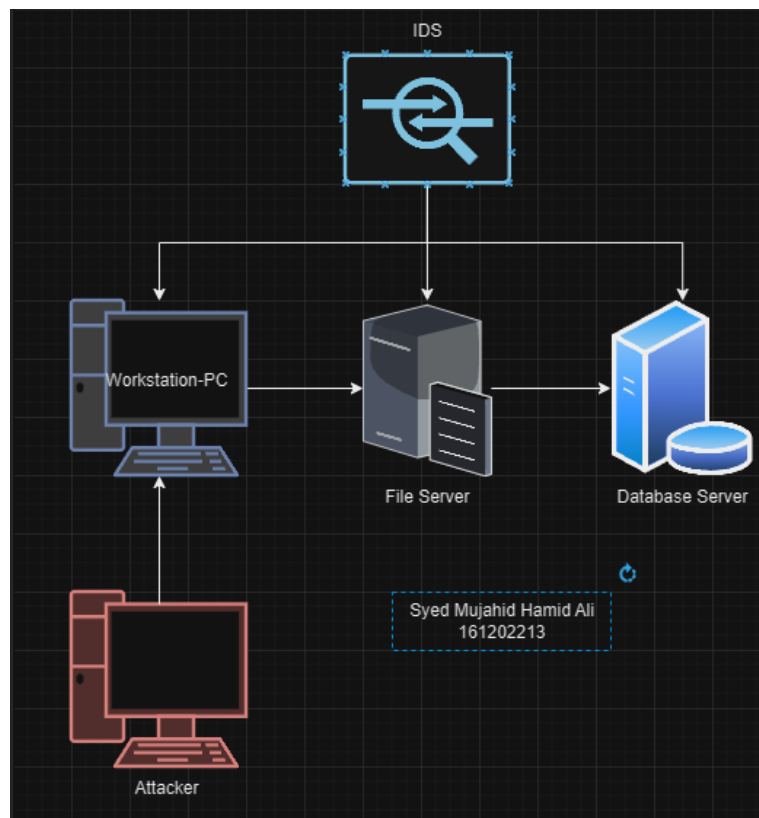 IDS
Workstation-PC
File Server
Database Server
Syed Mujahid Hamid Ali
161202213
Attacker